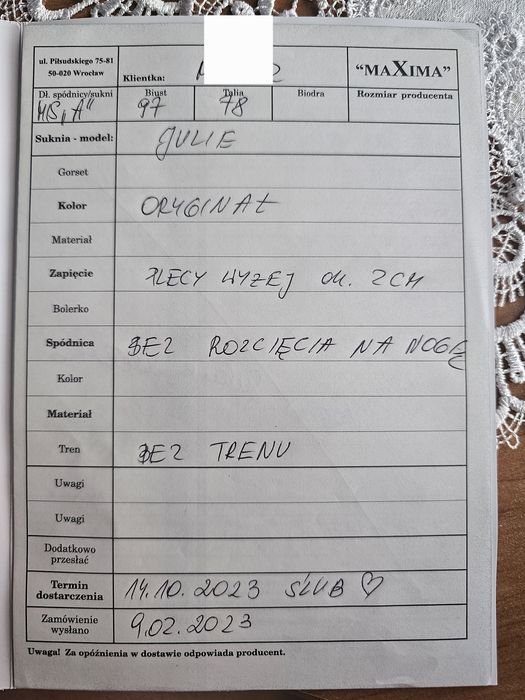 ul. Piłsudskiego 75-81
50-020 Wrocław
Klientka:
"MAXIMA"
Dł. spódnicy/sukni Biust Talia Biodra Rozmiar producenta
"A" 97 78
Suknia - model: JULIE
Gorset
Kolor ORYGINAŁ
Materiał
Zapięcie PLECY WYŻEJ OK. 2CM
Bolerko
Spódnica BEZ ROZCIĘCIA NA NOGĘ
Kolor
Materiał
Tren BEZ TRENU
Uwagi
Uwagi
Dodatkowo
przesłać
Termin
dostarczenia 14.10.2023 ŚLUB ♡
Zamówienie
wysłano 9.02.2023
Uwaga! Za opóźnienia w dostawie odpowiada producent.